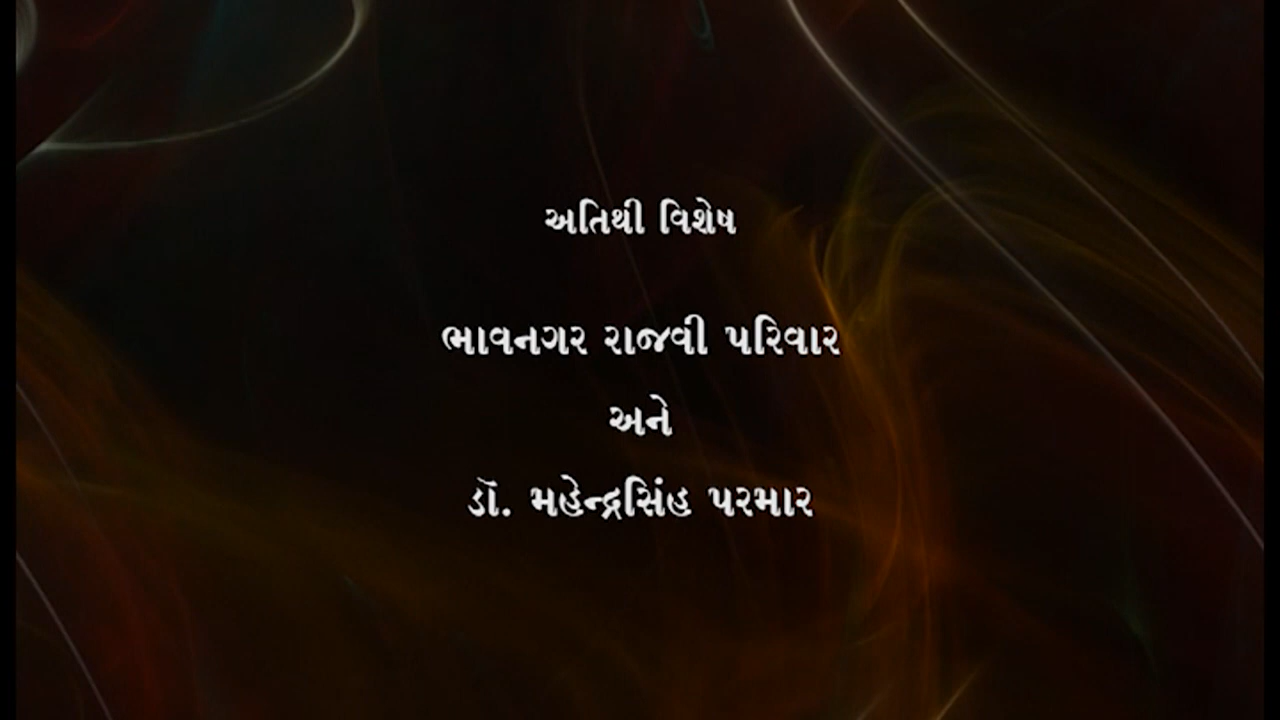 અતિથી વિશેષ
ભાવનગર રાજવી પરિવાર
અને
ડૉ. મહેન્દ્રસિંહ પરમાર